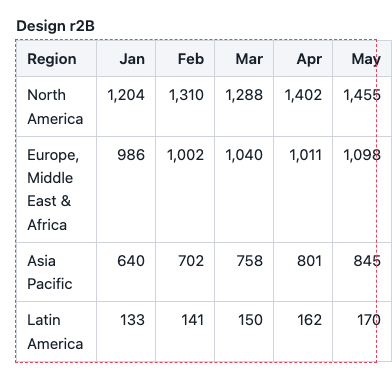 Design r2B
Region Jan Feb Mar Apr May
North 1,204 1,310 1,288 1,402 1,455
America
Europe, 986 1,002 1,040 1,011 1,098
Middle
East &
Africa
Asia 640 702 758 801 845
Pacific
Latin 133 141 150 162 170
America